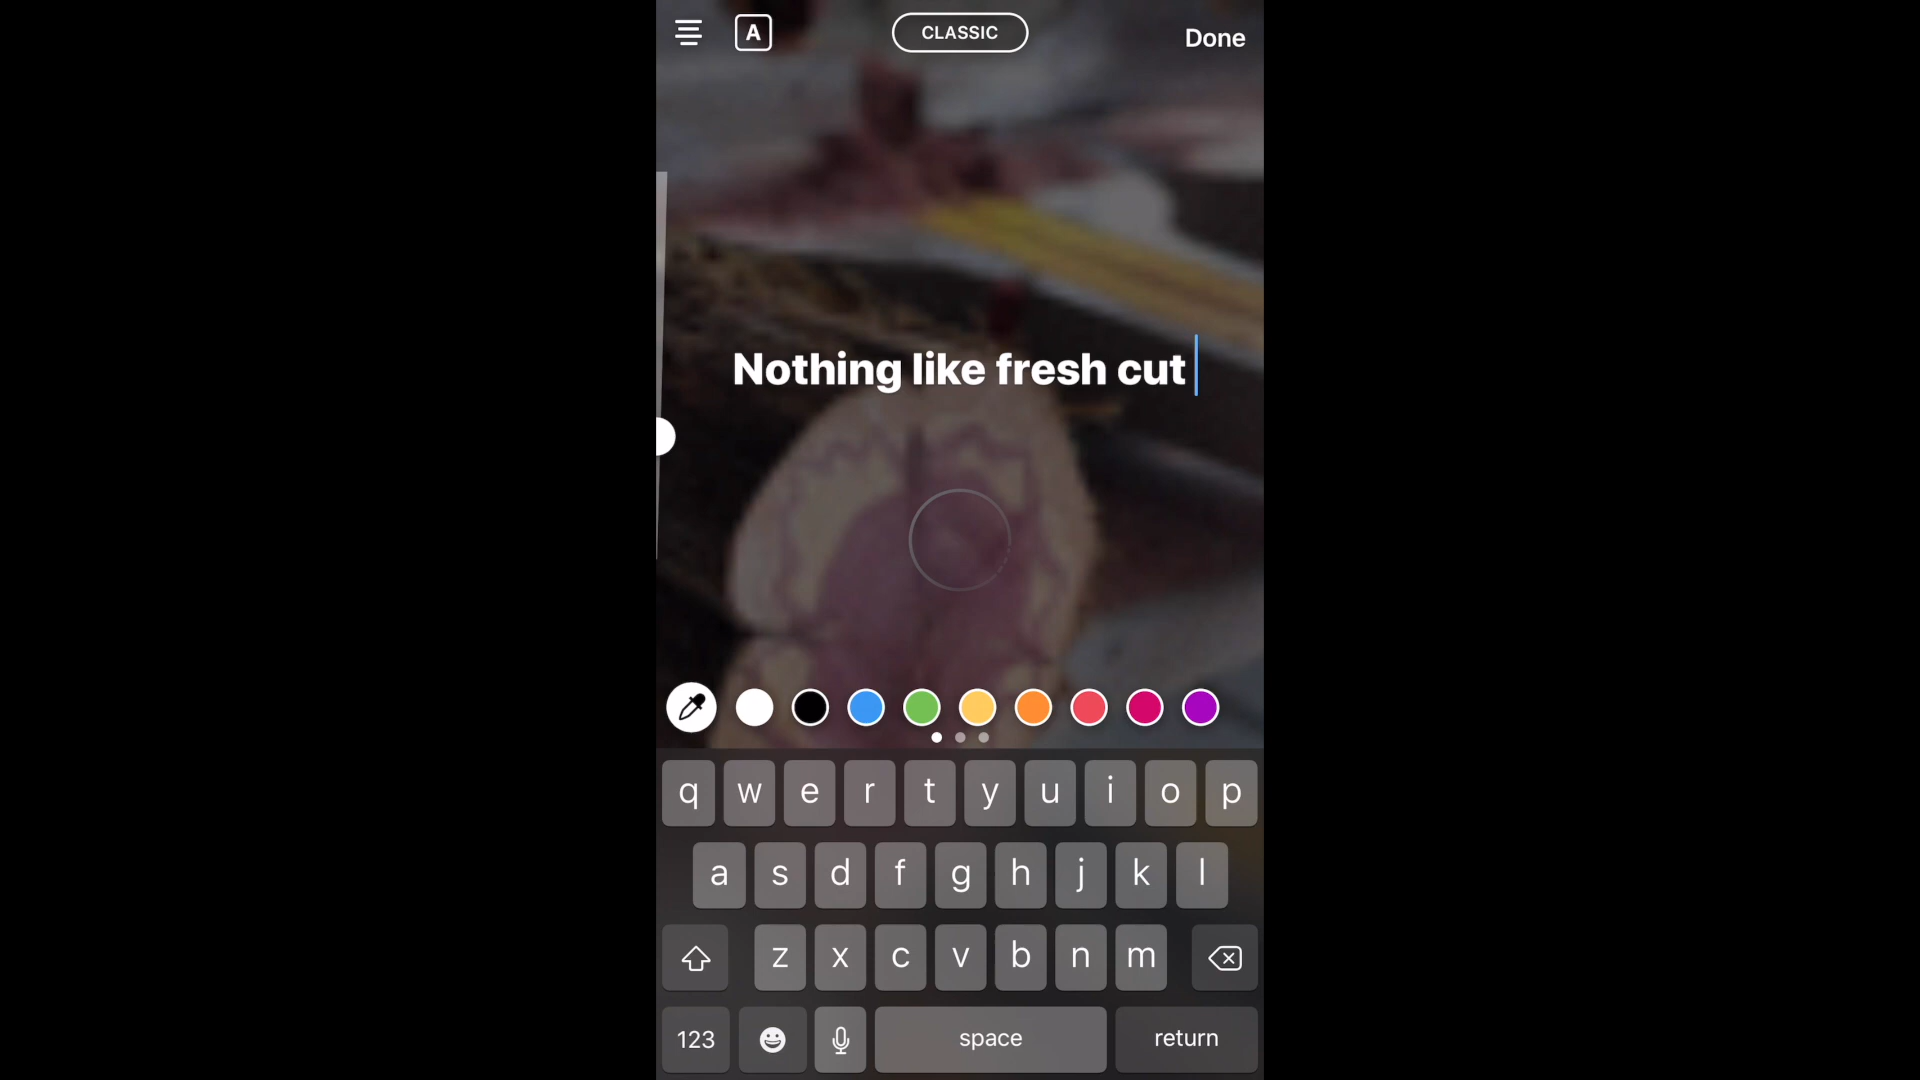 A
CLASSIC
Done
Nothing like fresh cut
q w e r t y u i o p
a s d f g h j k l
z x c v b n m
123 space return